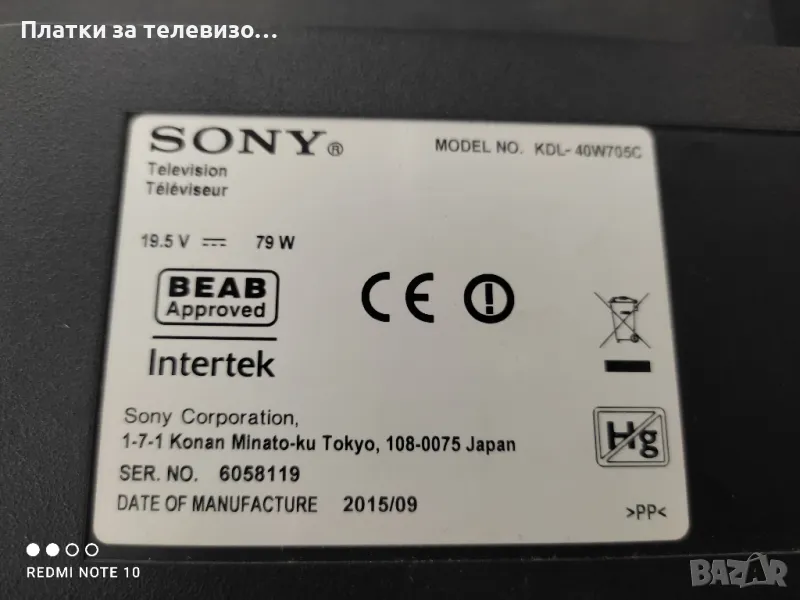 Платки за телевизо...
SONY®
MODEL NO. KDL-40W705C
Television
Téléviseur
19.5 V 79 W
BEAB
Approved
Intertek
CE
Hg
Sony Corporation,
1-7-1 Konan Minato-ku Tokyo, 108-0075 Japan
SER. NO. 6058119
DATE OF MANUFACTURE 2015/09
>PP<
REDMI NOTE 10
BAZAR